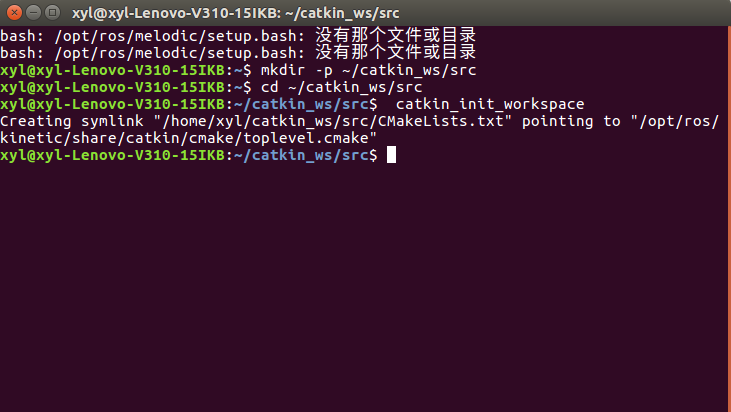 xyl@xyl-Lenovo-V310-15IKB: ~/catkin_ws/src
bash: /opt/ros/melodic/setup.bash: 没有那个文件或目录
bash: /opt/ros/melodic/setup.bash: 没有那个文件或目录
xyl@xyl-Lenovo-V310-15IKB:~$ mkdir -p ~/catkin_ws/src
xyl@xyl-Lenovo-V310-15IKB:~$ cd ~/catkin_ws/src
xyl@xyl-Lenovo-V310-15IKB:~/catkin_ws/src$  catkin_init_workspace
Creating symlink "/home/xyl/catkin_ws/src/CMakeLists.txt" pointing to "/opt/ros/
kinetic/share/catkin/cmake/toplevel.cmake"
xyl@xyl-Lenovo-V310-15IKB:~/catkin_ws/src$